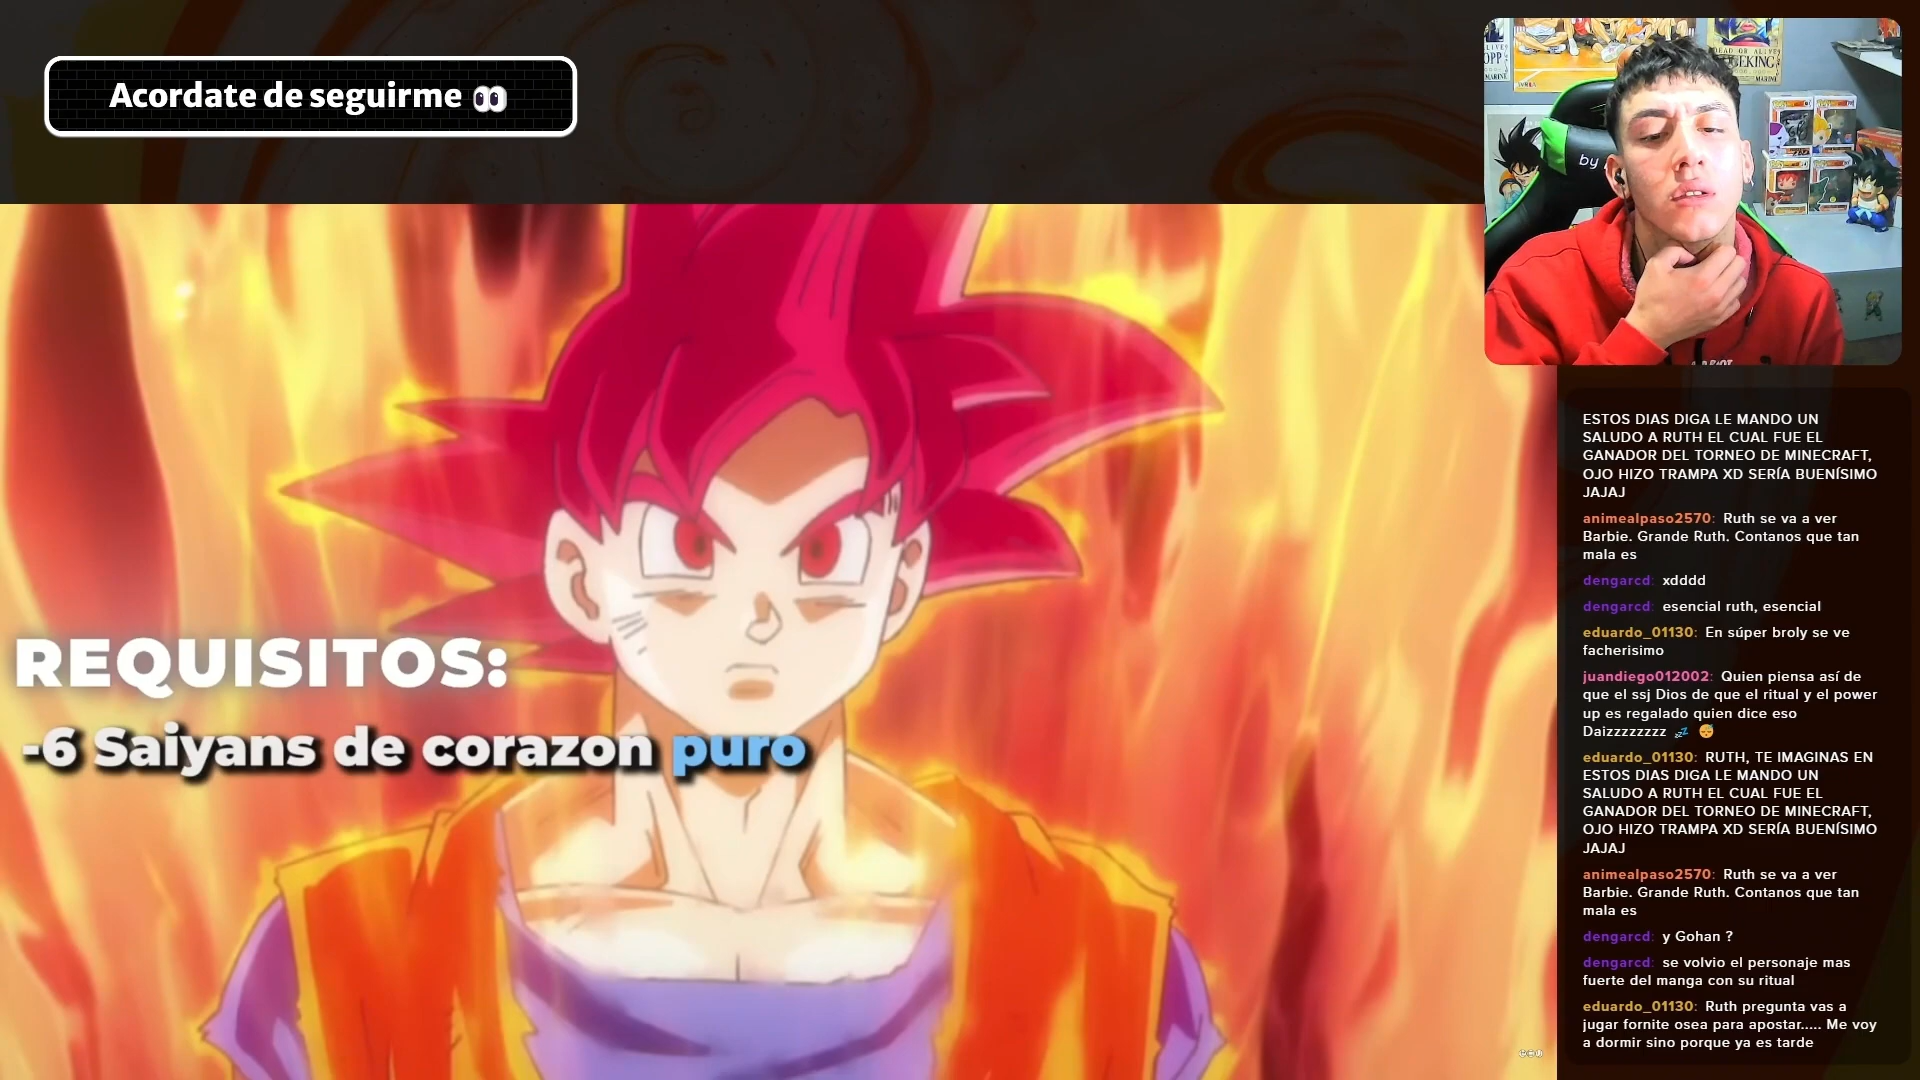 Acordate de seguirme 👀
REQUISITOS:
-6 Saiyans de corazon puro
by
ESTOS DIAS DIGA LE MANDO UN
SALUDO A RUTH EL CUAL FUE EL
GANADOR DEL TORNEO DE MINECRAFT,
OJO HIZO TRAMPA XD SERÍA BUENÍSIMO
JAJAJ
animealpaso2570: Ruth se va a ver
Barbie. Grande Ruth. Contanos que tan
mala es
dengarcd: xdddd
dengarcd: esencial ruth, esencial
eduardo_01130: En súper broly se ve
facherisimo
juandiego012002: Quien piensa así de
que el ssj Dios de que el ritual y el power
up es regalado quien dice eso
Daizzzzzzzz 💤 😴
eduardo_01130: RUTH, TE IMAGINAS EN
ESTOS DIAS DIGA LE MANDO UN
SALUDO A RUTH EL CUAL FUE EL
GANADOR DEL TORNEO DE MINECRAFT,
OJO HIZO TRAMPA XD SERÍA BUENÍSIMO
JAJAJ
animealpaso2570: Ruth se va a ver
Barbie. Grande Ruth. Contanos que tan
mala es
dengarcd: y Gohan ?
dengarcd: se volvio el personaje mas
fuerte del manga con su ritual
eduardo_01130: Ruth pregunta vas a
jugar fornite osea para apostar..... Me voy
a dormir sino porque ya es tarde